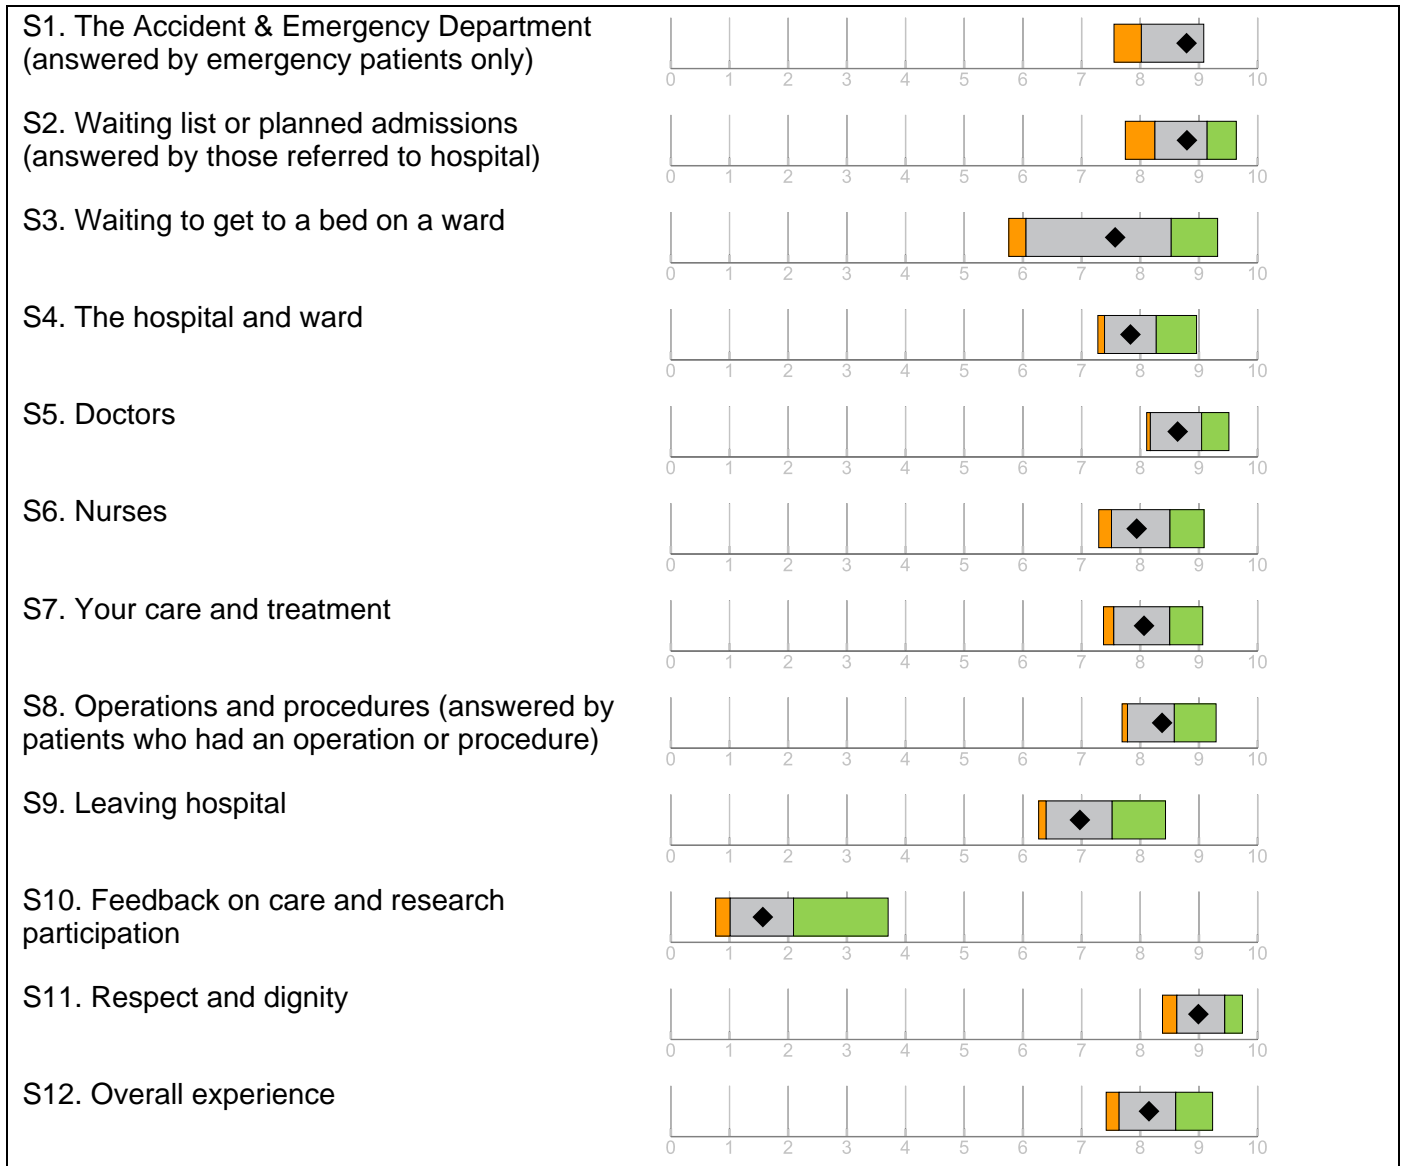 S1. The Accident & Emergency Department
(answered by emergency patients only)
0 1 2 3 4 5 6 7 8 9 10
S2. Waiting list or planned admissions
(answered by those referred to hospital)
0 1 2 3 4 5 6 7 8 9 10
S3. Waiting to get to a bed on a ward
0 1 2 3 4 5 6 7 8 9 10
S4. The hospital and ward
0 1 2 3 4 5 6 7 8 9 10
S5. Doctors
0 1 2 3 4 5 6 7 8 9 10
S6. Nurses
0 1 2 3 4 5 6 7 8 9 10
S7. Your care and treatment
0 1 2 3 4 5 6 7 8 9 10
S8. Operations and procedures (answered by
patients who had an operation or procedure)
0 1 2 3 4 5 6 7 8 9 10
S9. Leaving hospital
0 1 2 3 4 5 6 7 8 9 10
S10. Feedback on care and research
participation
0 1 2 3 4 5 6 7 8 9 10
S11. Respect and dignity
0 1 2 3 4 5 6 7 8 9 10
S12. Overall experience
0 1 2 3 4 5 6 7 8 9 10